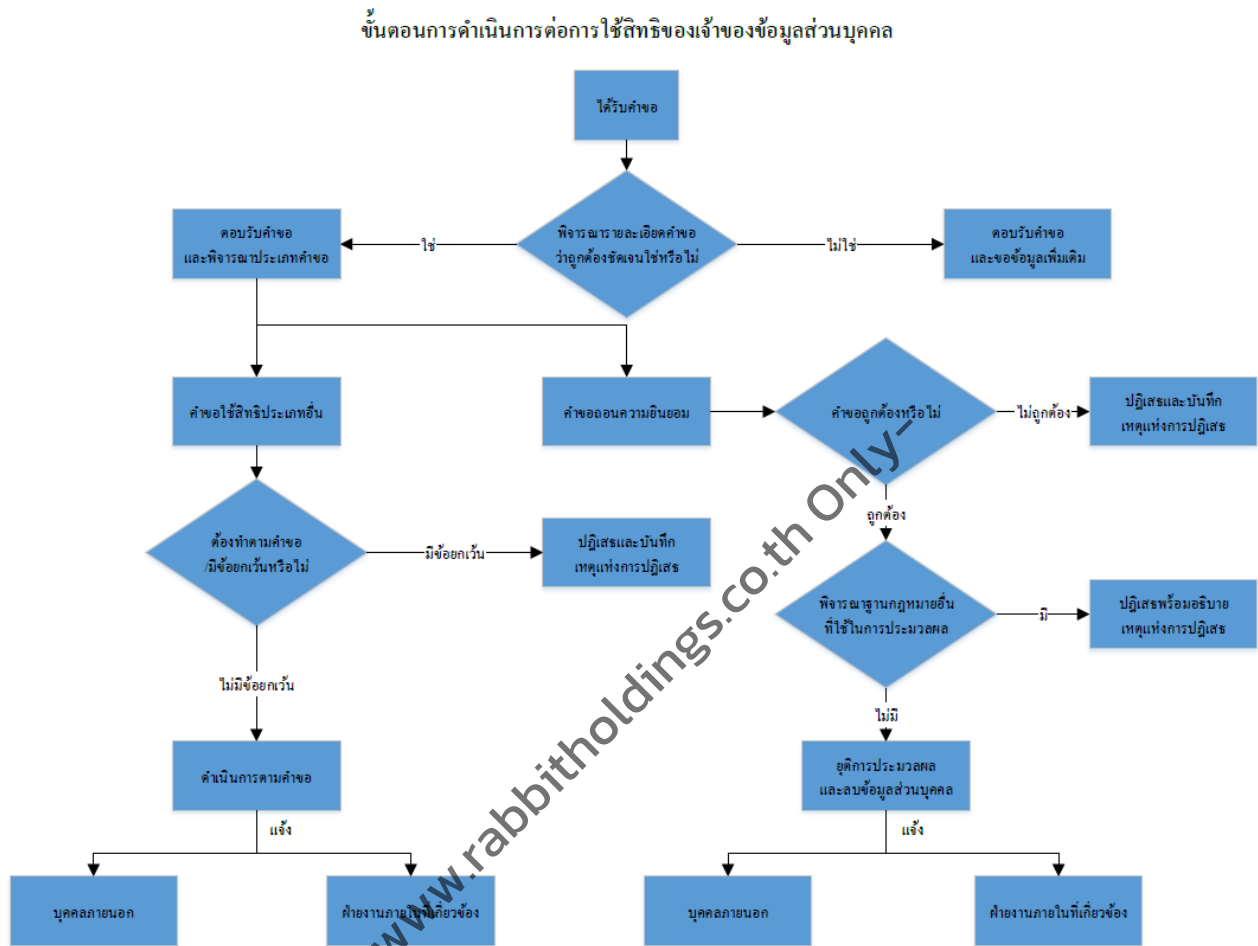 ขั้นตอนการดำเนินการต่อการใช้สิทธิของเจ้าของข้อมูลส่วนบุคคล
ได้รับคำขอ
ตอบรับคำขอ
และพิจารณาประเภทคำขอ
ใช่
พิจารณารายละเอียดคำขอ
ว่าถูกต้องชัดเจนใช่หรือไม่
ไม่ใช่
ตอบรับคำขอ
และขอข้อมูลเพิ่มเติม
คำขอใช้สิทธิประเภทอื่น
คำขอถอนความยินยอม
คำขอถูกต้องหรือไม่
ไม่ถูกต้อง
ปฏิเสธและบันทึก
เหตุแห่งการปฏิเสธ
ถูกต้อง
ต้องทำตามคำขอ
/มีข้อยกเว้นหรือไม่
มีข้อยกเว้น
ปฏิเสธและบันทึก
เหตุแห่งการปฏิเสธ
พิจารณาฐานกฎหมายอื่น
ที่ใช้ในการประมวลผล
มี
ปฏิเสธพร้อมอธิบาย
เหตุแห่งการปฏิเสธ
ไม่มีข้อยกเว้น
ไม่มี
ดำเนินการตามคำขอ
ยุติการประมวลผล
และลบข้อมูลส่วนบุคคล
แจ้ง
แจ้ง
บุคคลภายนอก
ฝ่ายงานภายในที่เกี่ยวข้อง
บุคคลภายนอก
ฝ่ายงานภายในที่เกี่ยวข้อง
www.rabbitholdings.co.th Only-